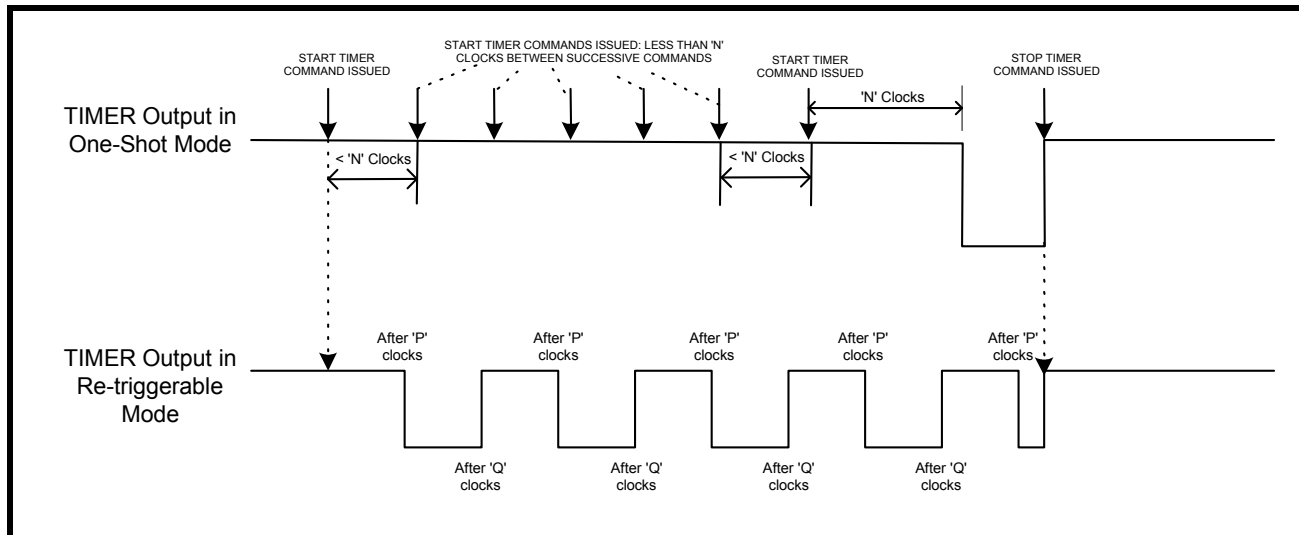 START TIMER
COMMAND ISSUED
START TIMER COMMANDS ISSUED: LESS THAN 'N'
CLOCKS BETWEEN SUCCESSIVE COMMANDS
START TIMER
COMMAND ISSUED
STOP TIMER
COMMAND ISSUED
'N' Clocks
TIMER Output in
One-Shot Mode
< 'N' Clocks
< 'N' Clocks
TIMER Output in
Re-triggerable
Mode
After 'P'
clocks
After 'P'
clocks
After 'P'
clocks
After 'P'
clocks
After 'P'
clocks
After 'Q'
clocks
After 'Q'
clocks
After 'Q'
clocks
After 'Q'
clocks